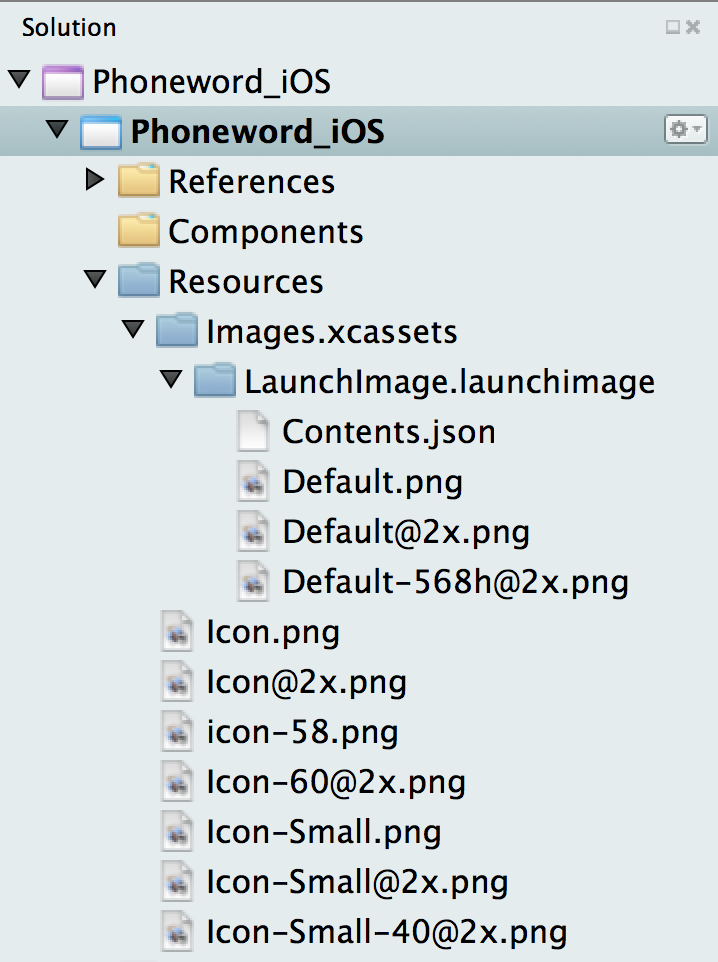 Solution
Phoneword_iOS
Phoneword_iOS
References
Components
Resources
Images.xcassets
LaunchImage.launchimage
Contents.json
Default.png
Default@2x.png
Default-568h@2x.png
Icon.png
Icon@2x.png
icon-58.png
Icon-60@2x.png
Icon-Small.png
Icon-Small@2x.png
Icon-Small-40@2x.png